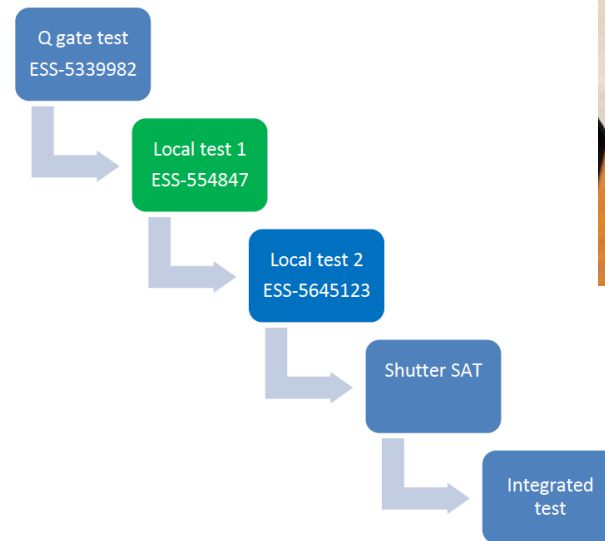 Q gate test
ESS-5339982
Local test 1
ESS-554847
Local test 2
ESS-5645123
Shutter SAT
Integrated
test